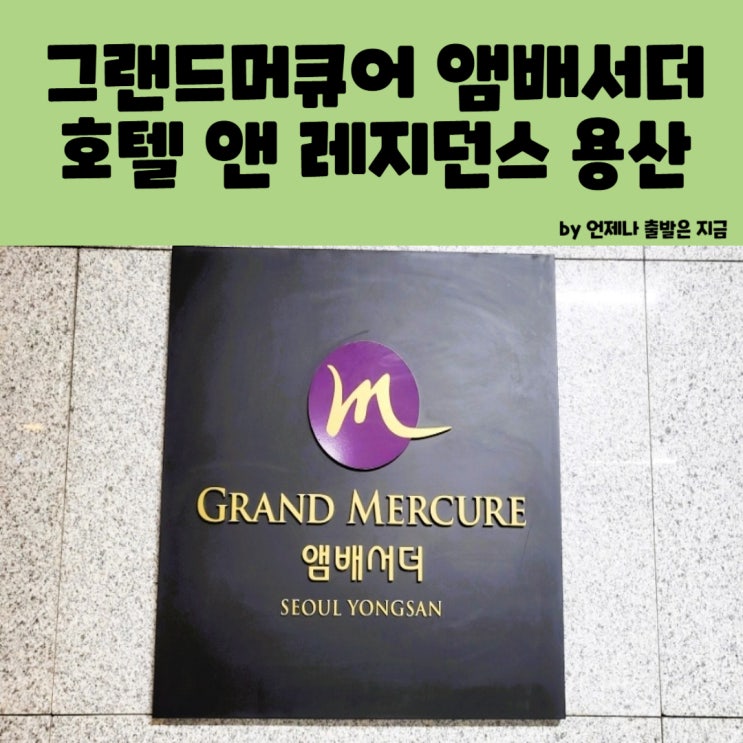 그랜드머큐어 앰배서더
호텔 앤 레지던스 용산
by 언제나 출발은 지금
m
GRAND MERCURE
앰배서더
SEOUL YONGSAN